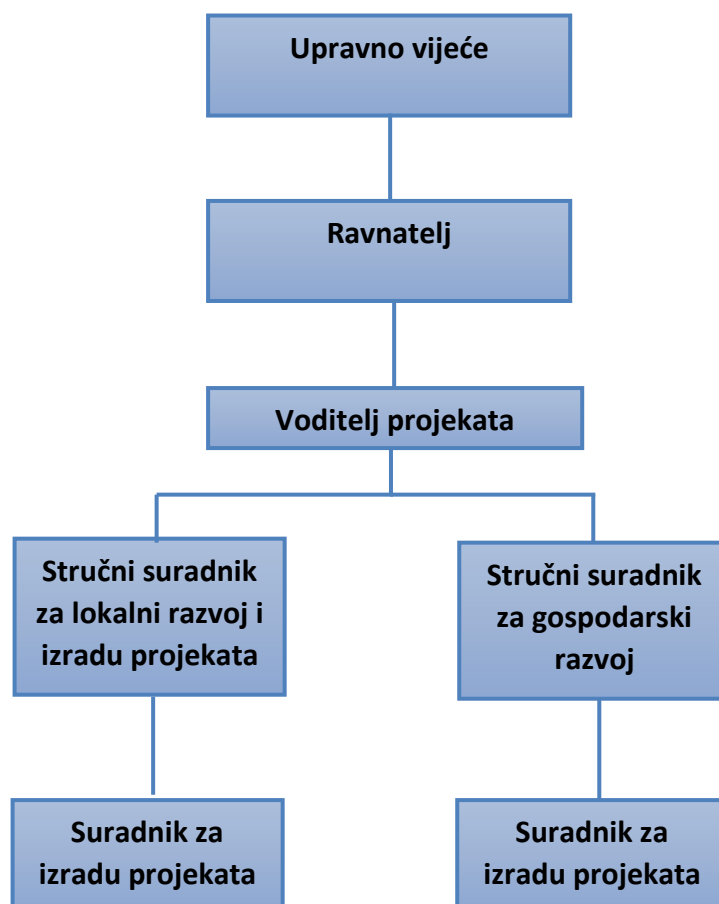 Upravno vijeće
Ravnatelj
Voditelj projekata
Stručni suradnik
za lokalni razvoj i
izradu projekata
Stručni suradnik
za gospodarski
razvoj
Suradnik za
izradu projekata
Suradnik za
izradu projekata